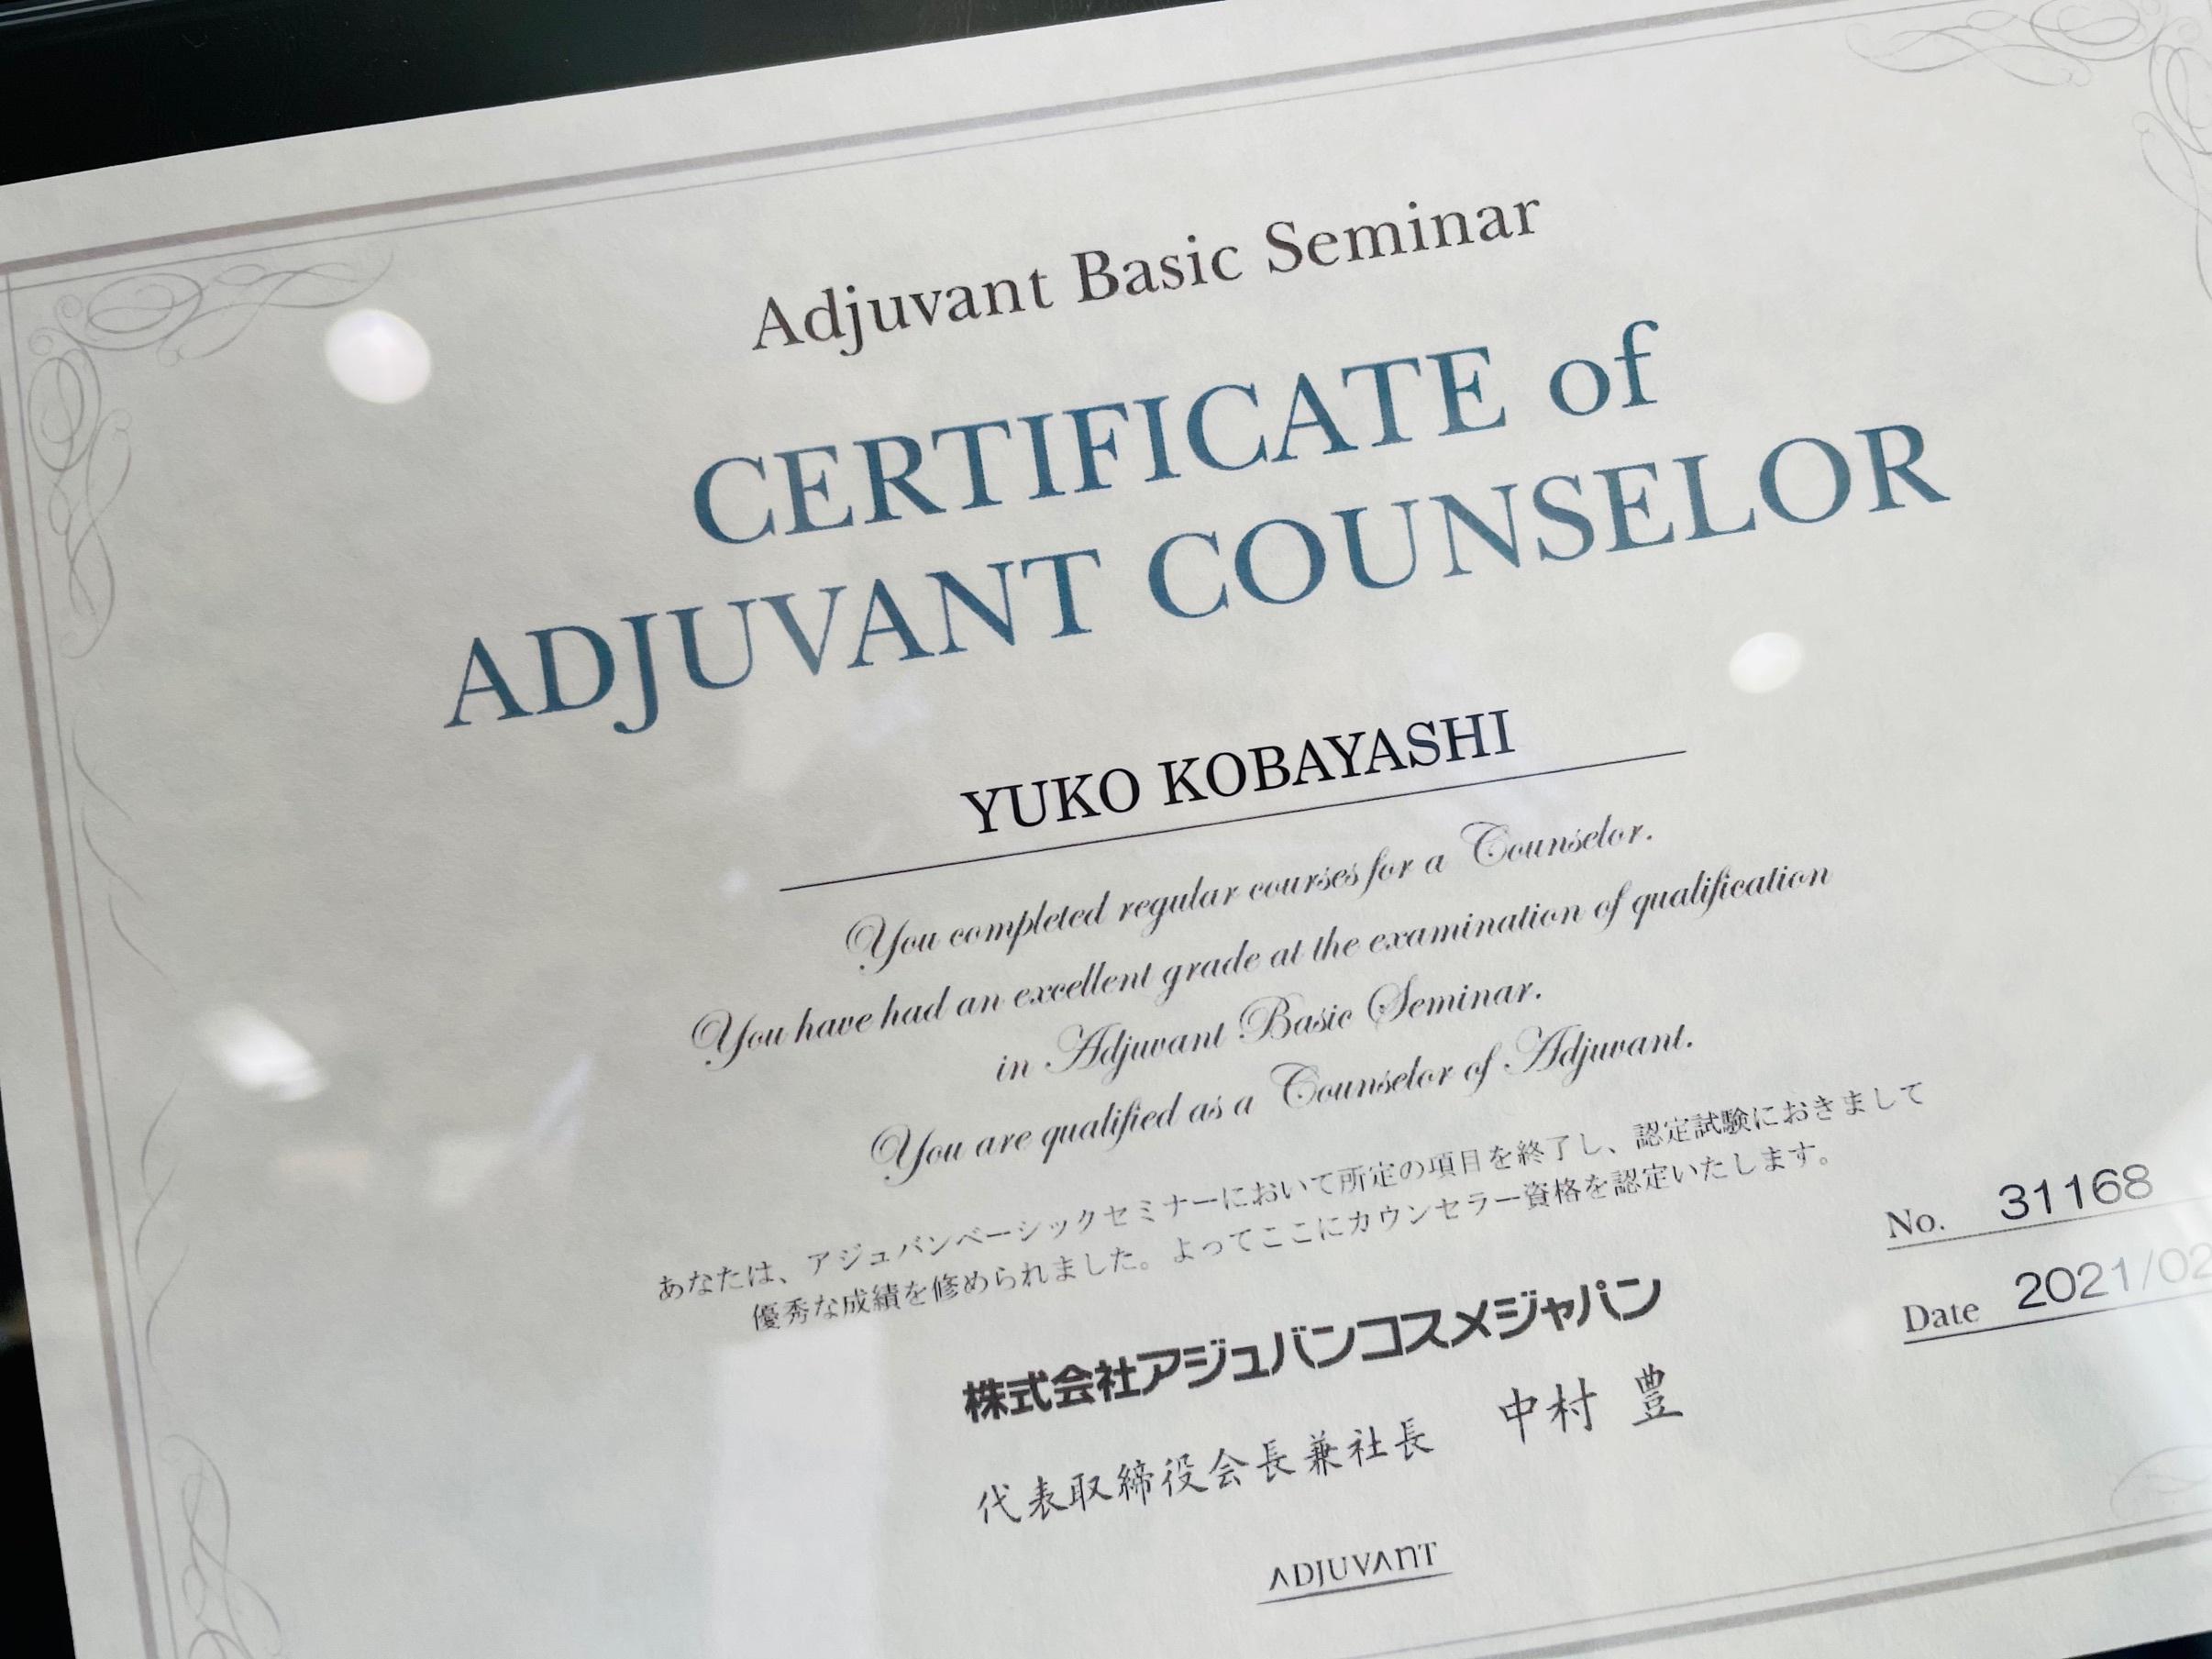 Adjuvant Basic Seminar
CERTIFICATE of
ADJUVANT COUNSELOR
YUKO KOBAYASHI
You completed regular courses for a Counselor.
You have had an excellent grade at the examination of qualification
in Adjuvant Basic Seminar.
You are qualified as a Counselor of Adjuvant.
あなたは、アジュバンベーシックセミナーにおいて所定の項目を終了し、認定試験におきまして
優秀な成績を修められました。よってここにカウンセラー資格を認定いたします。
No. 31168
Date 2021/02
株式会社アジュバンコスメジャパン
代表取締役会長兼社長 中村 豊
ADJUVANT